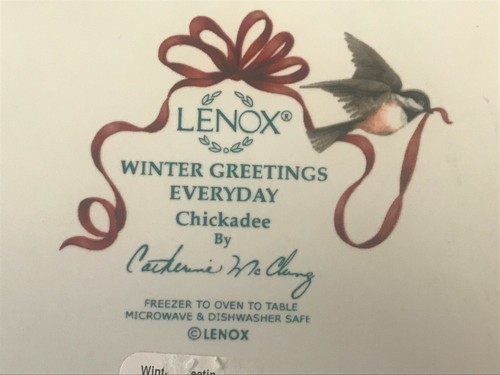 LENOX®
WINTER GREETINGS
EVERYDAY
Chickadee
By
Catherine McClung
FREEZER TO OVEN TO TABLE
MICROWAVE & DISHWASHER SAFE
©LENOX